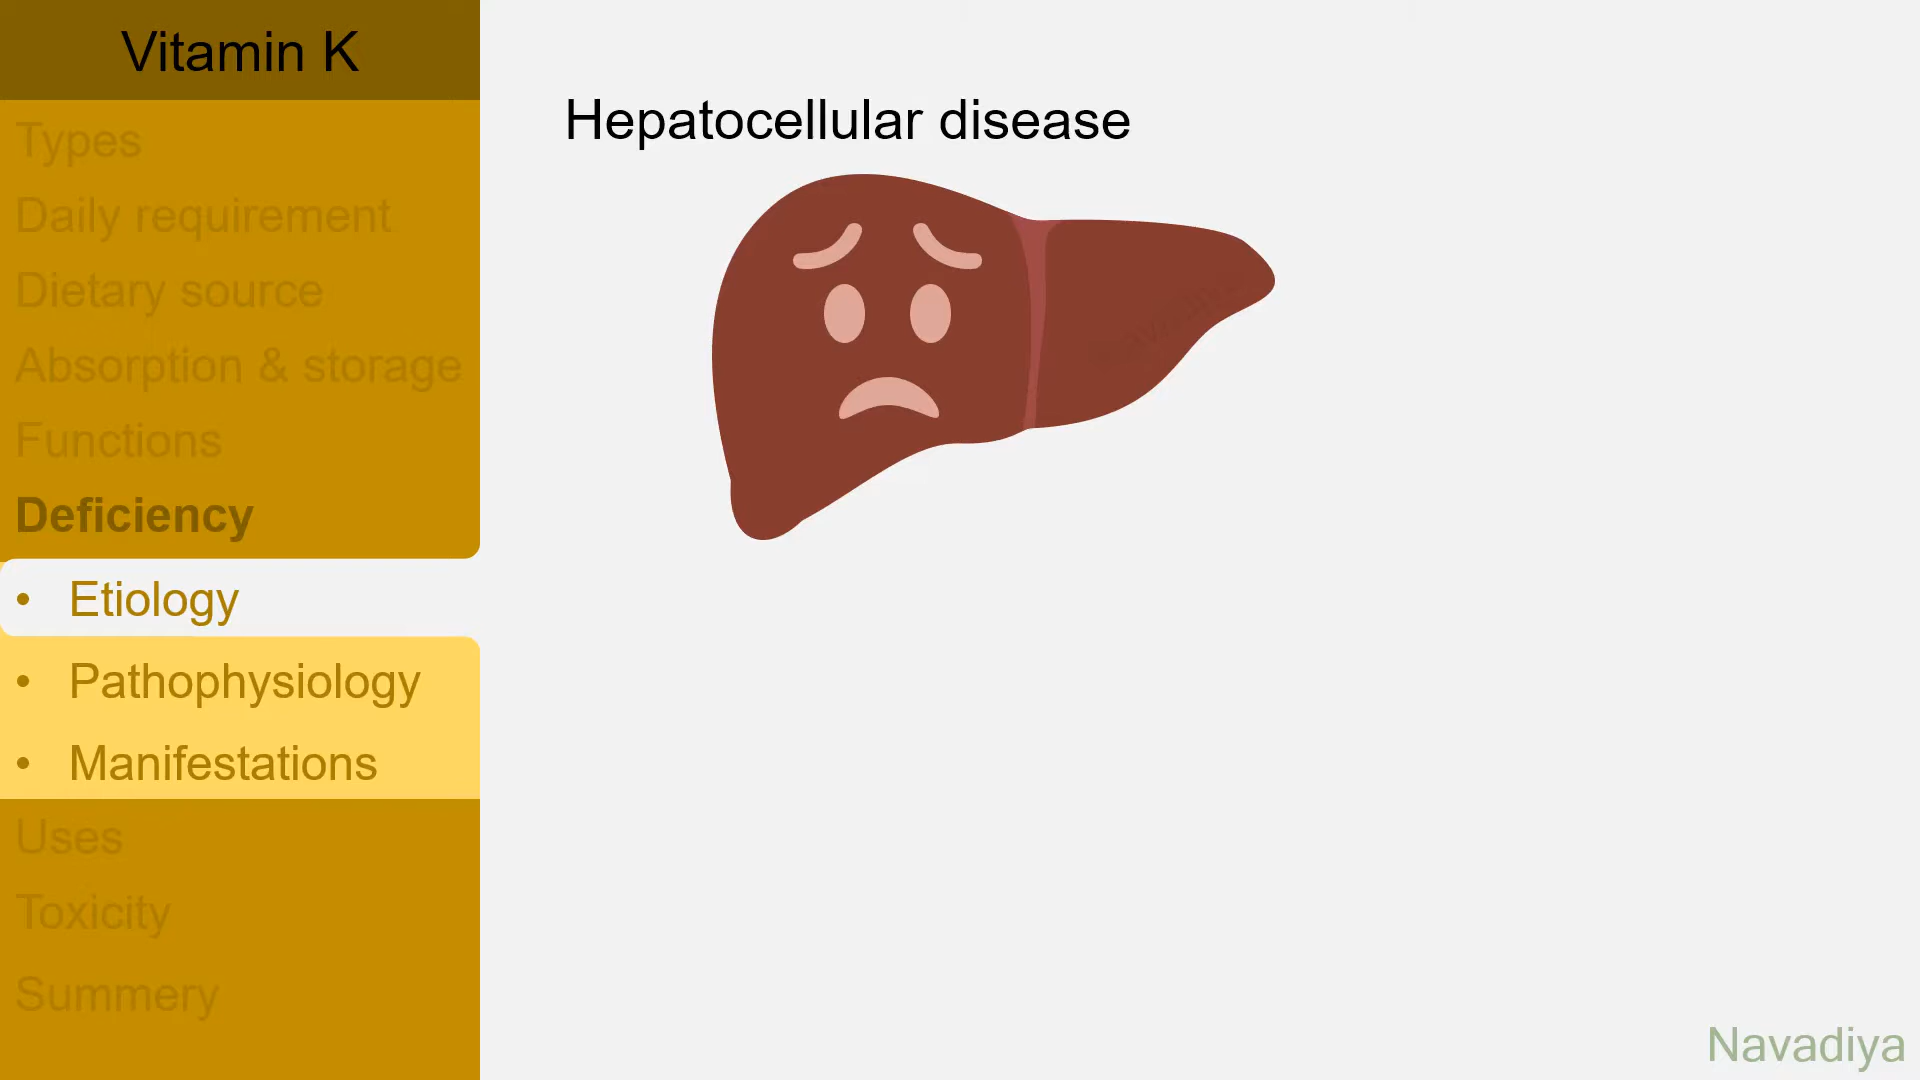 Vitamin K
Types
Daily requirement
Dietary source
Absorption & storage
Functions
Deficiency
• Etiology
• Pathophysiology
• Manifestations
Uses
Toxicity
Summery
Hepatocellular disease
Navadiya